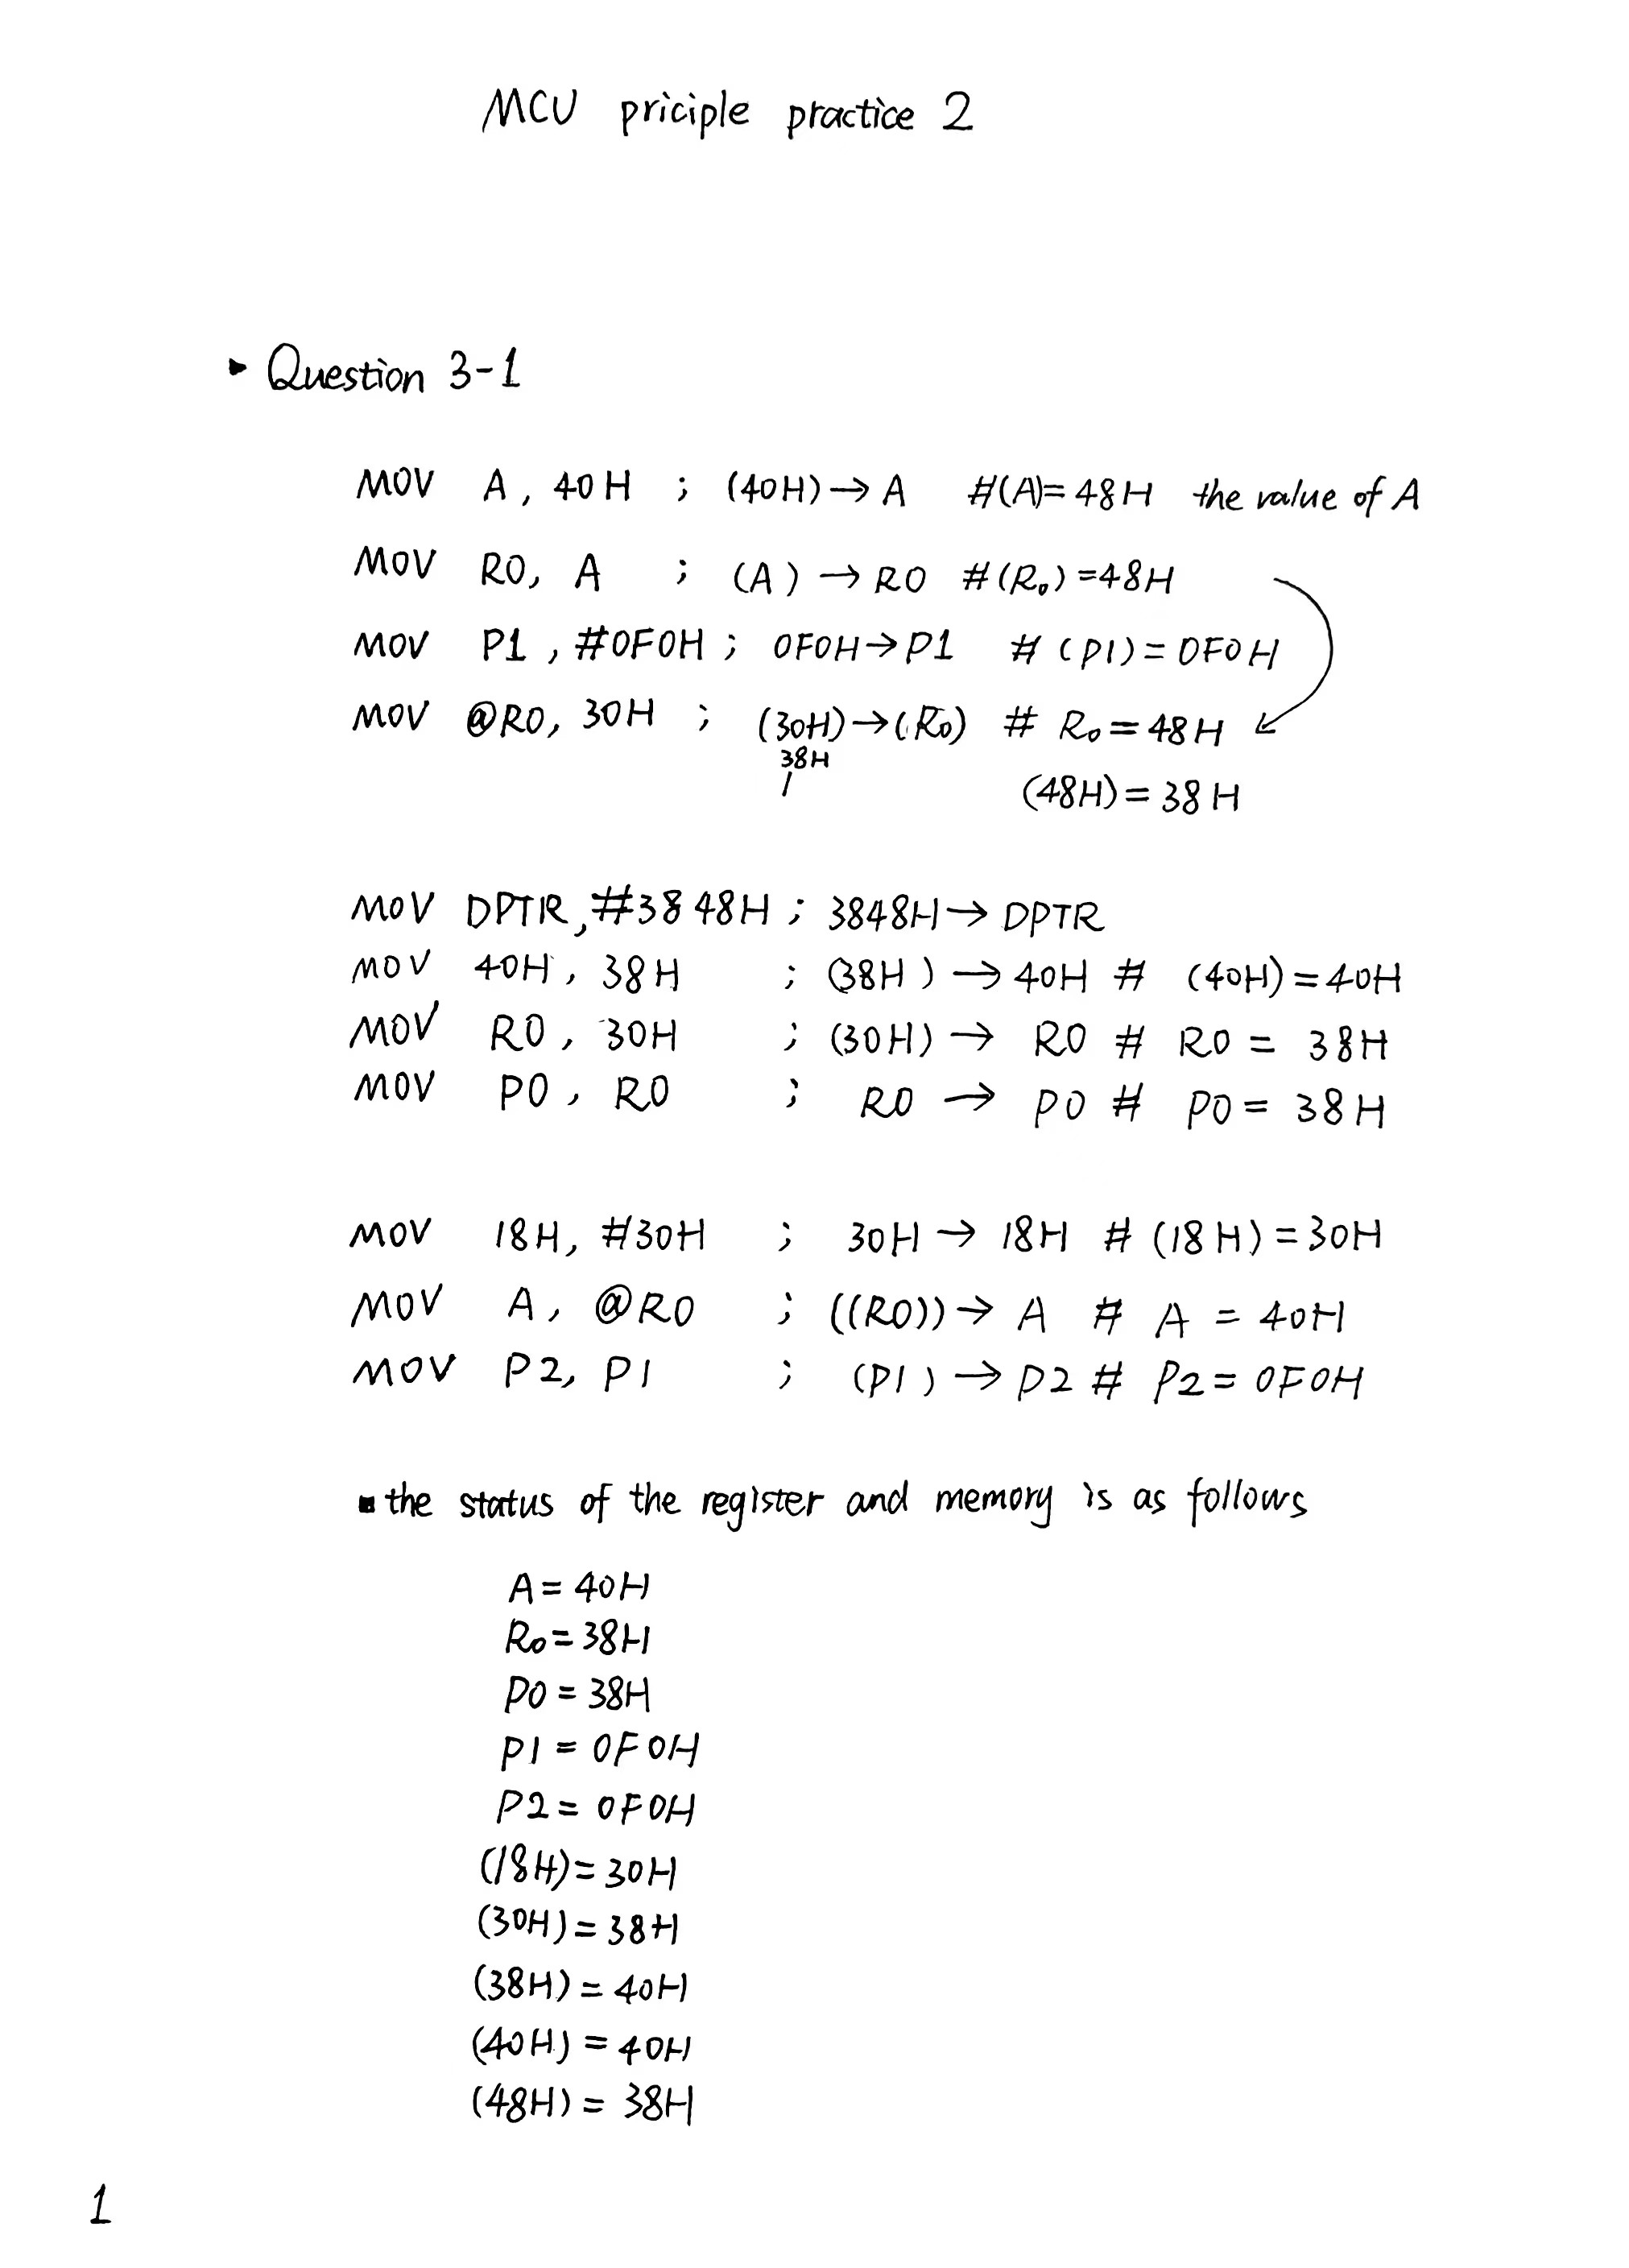 MCU priciple practice 2
▸ Question 3-1
MOV A, 40H ; (40H)→A #(A)=48H the value of A
MOV R0, A ; (A)→R0 #(R₀)=48H
MOV P1, #0F0H ; 0F0H→P1 #(P1)=0F0H
MOV @R0, 30H ; (30H)→(R₀) # R₀=48H
38H
(48H)=38H
MOV DPTR,#3848H ; 3848H→DPTR
MOV 40H, 38H ; (38H)→40H # (40H)=40H
MOV R0, 30H ; (30H)→ R0 # R0 = 38H
MOV P0, R0 ; R0 → P0 # P0= 38H
MOV 18H, #30H ; 30H→ 18H # (18H)=30H
MOV A, @R0 ; ((R0))→ A # A = 40H
MOV P2, P1 ; (P1)→P2 # P2= 0F0H
▪ the status of the register and memory is as follows
A=40H
R₀=38H
P0=38H
P1=0F0H
P2=0F0H
(18H)=30H
(30H)=38H
(38H)=40H
(40H)=40H
(48H)=38H
1